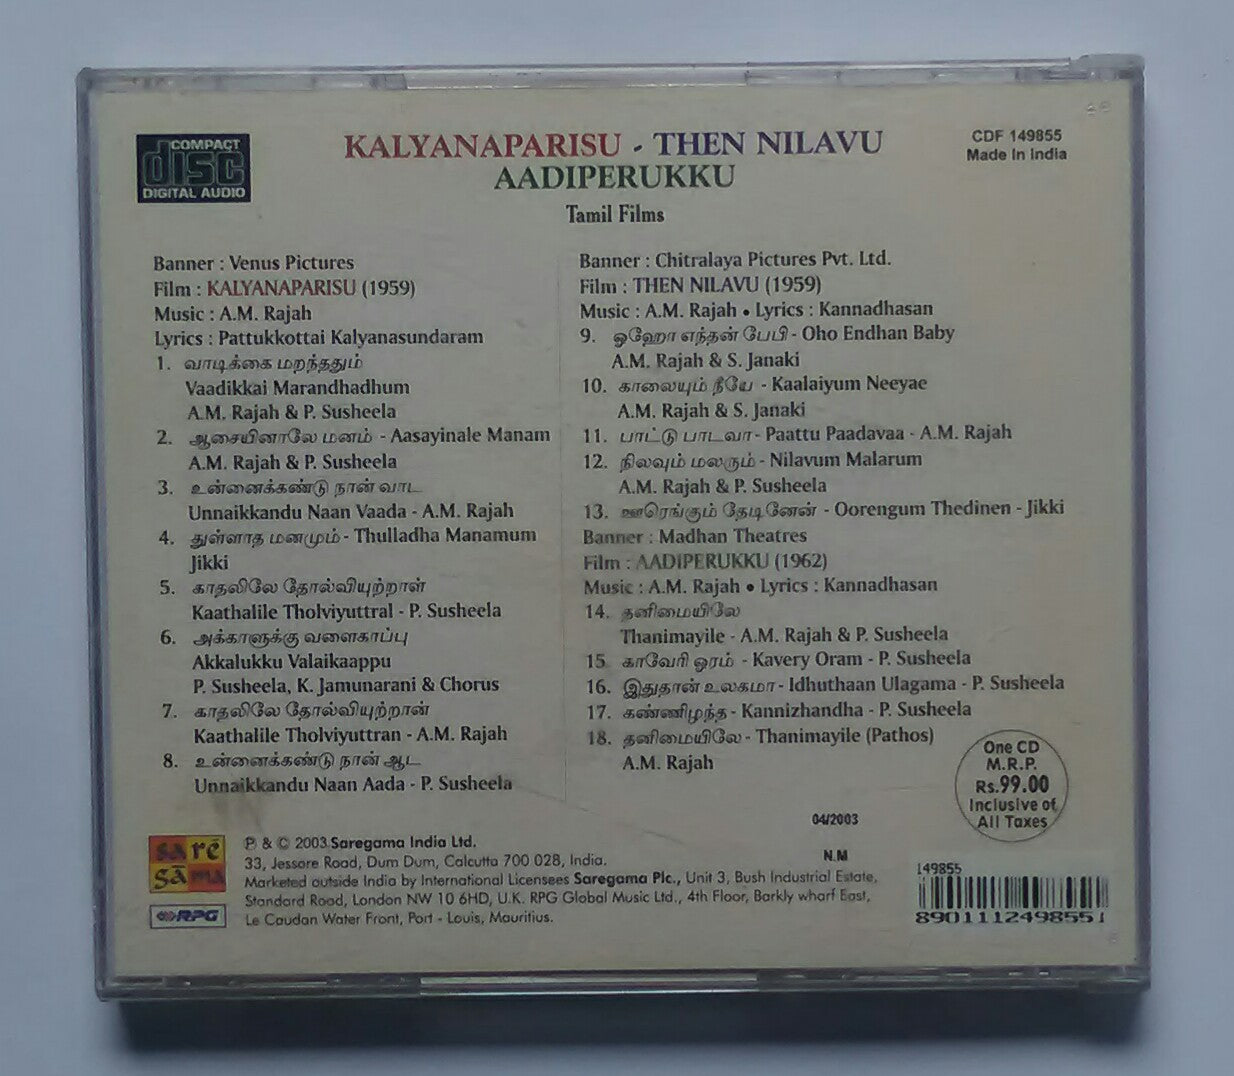 COMPACT
disc
DIGITAL AUDIO
KALYANAPARISU - THEN NILAVU
AADIPERUKKU
Tamil Films
CDF 149855
Made In India
Banner : Venus Pictures
Film : KALYANAPARISU (1959)
Music : A.M. Rajah
Lyrics : Pattukkottai Kalyanasundaram
1. வாடிக்கை மறந்ததும்
Vaadikkai Marandhadhum
A.M. Rajah & P. Susheela
2. ஆசையினாலே மனம் - Aasayinale Manam
A.M. Rajah & P. Susheela
3. உன்னைக்கண்டு நான் வாட
Unnaikkandu Naan Vaada - A.M. Rajah
4. துள்ளாத மனமும் - Thulladha Manamum
Jikki
5. காதலிலே தோல்வியுற்றாள்
Kaathalile Tholviyuttral - P. Susheela
6. அக்காளுக்கு வளைகாப்பு
Akkalukku Valaikaappu
P. Susheela, K. Jamunarani & Chorus
7. காதலிலே தோல்வியுற்றான்
Kaathalile Tholviyuttran - A.M. Rajah
8. உன்னைக்கண்டு நான் ஆட
Unnaikkandu Naan Aada - P. Susheela
Banner : Chitralaya Pictures Pvt. Ltd.
Film : THEN NILAVU (1959)
Music : A.M. Rajah • Lyrics : Kannadhasan
9. ஓஹோ எந்தன் பேபி - Oho Endhan Baby
A.M. Rajah & S. Janaki
10. காலையும் நீயே - Kaalaiyum Neeyae
A.M. Rajah & S. Janaki
11. பாட்டு பாடவா - Paattu Paadavaa - A.M. Rajah
12. நிலவும் மலரும் - Nilavum Malarum
A.M. Rajah & P. Susheela
13. ஊரெங்கும் தேடினேன் - Oorengum Thedinen - Jikki
Banner : Madhan Theatres
Film : AADIPERUKKU (1962)
Music : A.M. Rajah • Lyrics : Kannadhasan
14. தனிமையிலே
Thanimayile - A.M. Rajah & P. Susheela
15. காவேரி ஓரம் - Kavery Oram - P. Susheela
16. இதுதான் உலகமா - Idhuthaan Ulagama - P. Susheela
17. கண்ணிழந்த - Kannizhandha - P. Susheela
18. தனிமையிலே - Thanimayile (Pathos)
A.M. Rajah
One CD
M.R.P.
Rs.99.00
Inclusive of
All Taxes
04/2003
N.M
sa rē
gā ma
RPG
℗ & © 2003 Saregama India Ltd.
33, Jessore Road, Dum Dum, Calcutta 700 028, India.
Marketed outside India by International Licensees Saregama Plc., Unit 3, Bush Industrial Estate,
Standard Road, London NW 10 6HD, U.K. RPG Global Music Ltd., 4th Floor, Barkly wharf East,
Le Caudan Water Front, Port - Louis, Mauritius.
149855
8901112498551